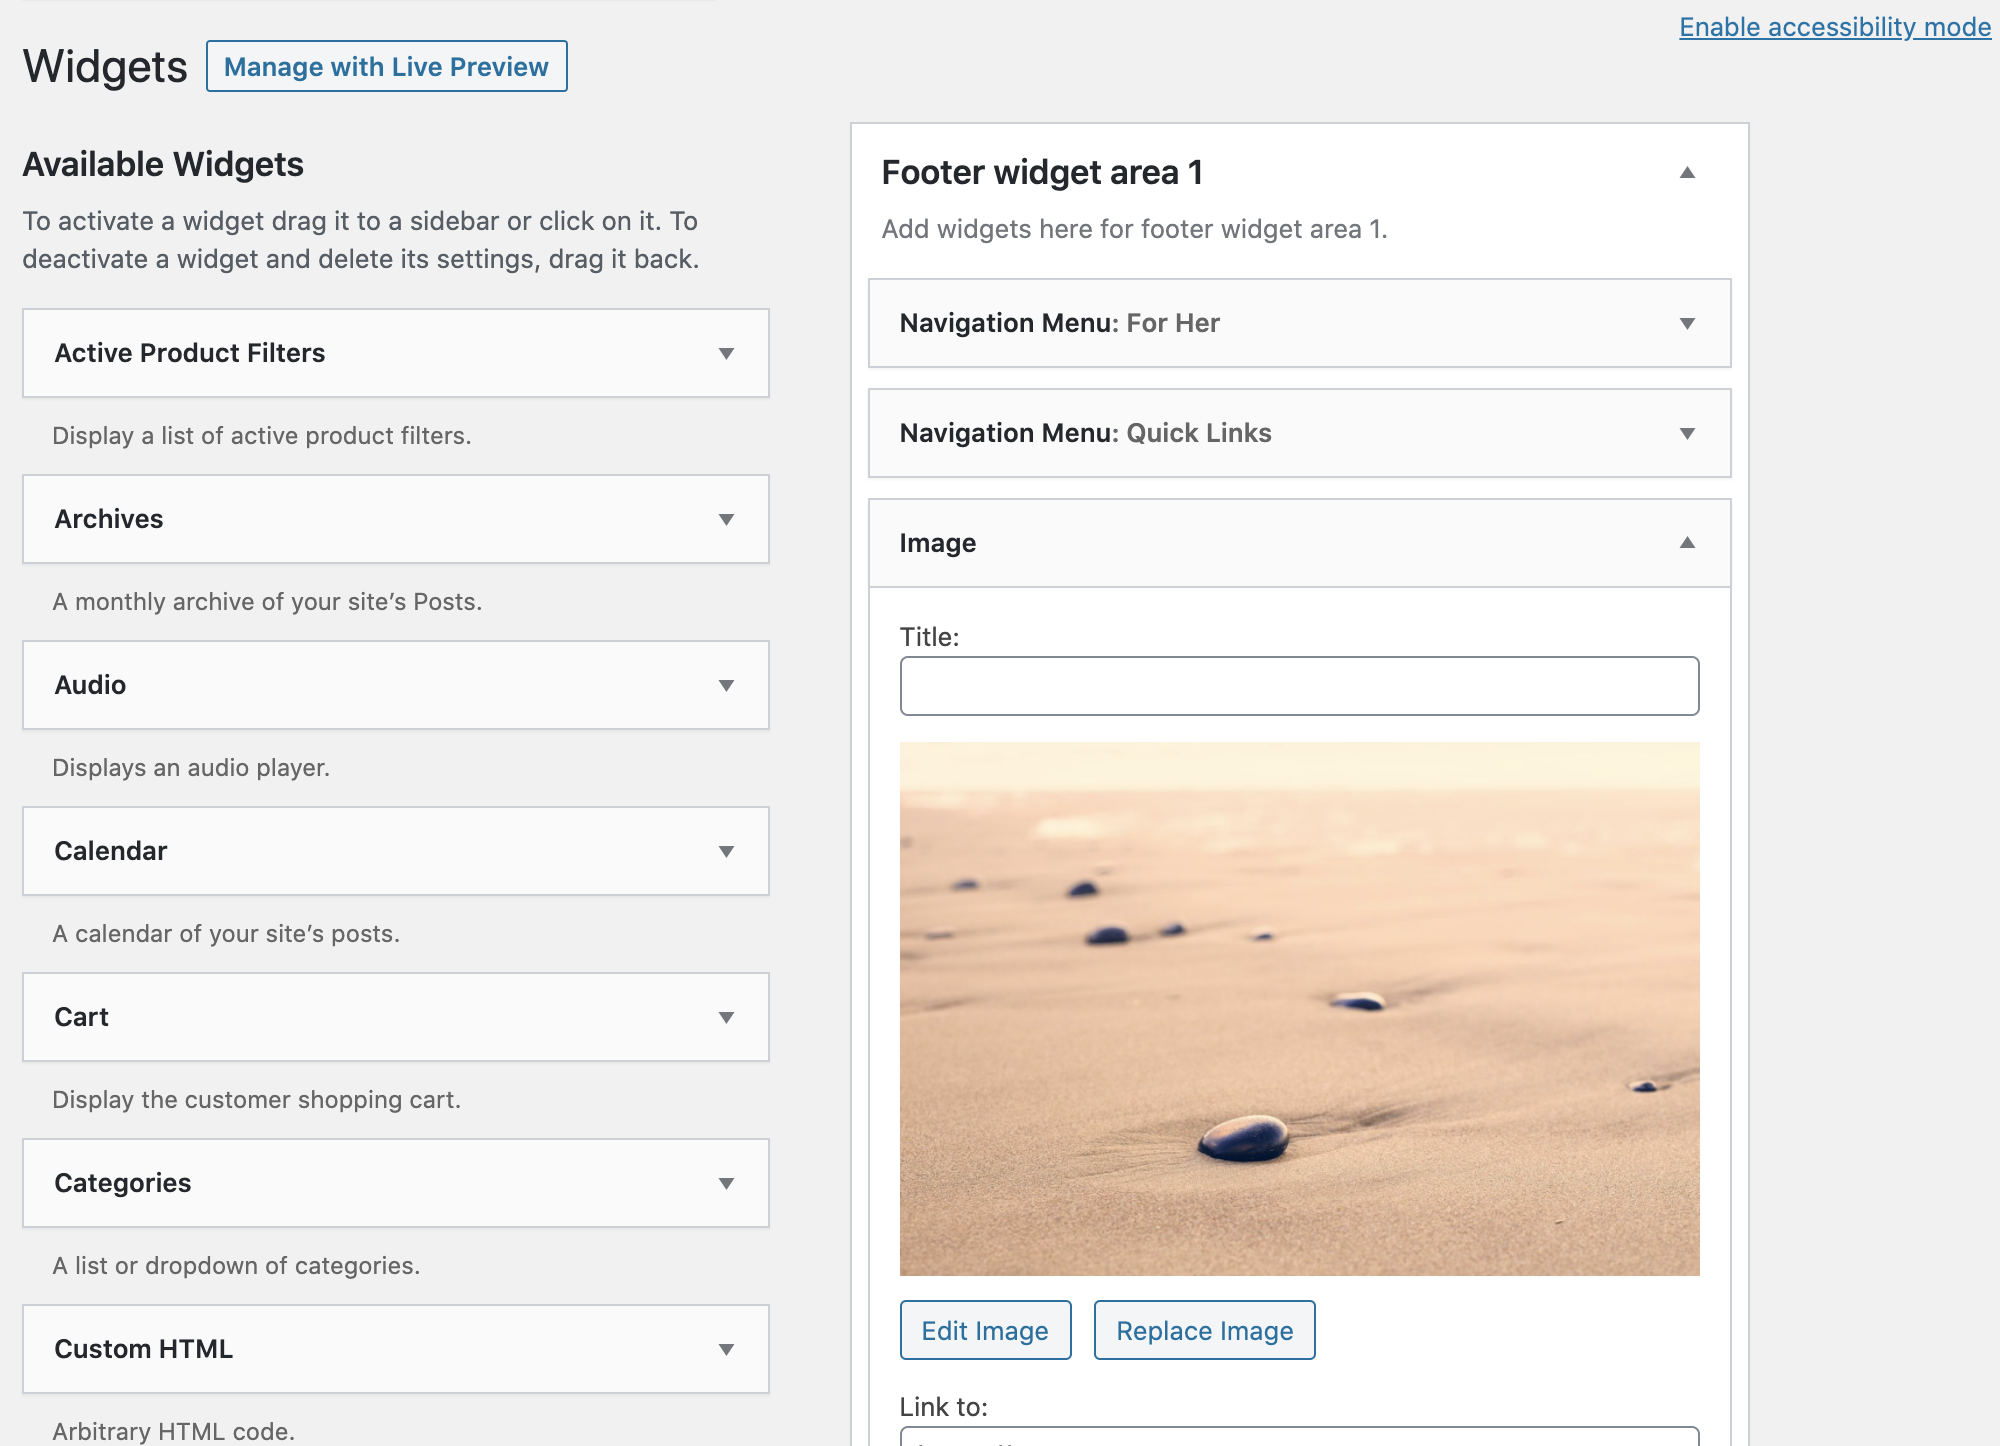 Enable accessibility mode
Widgets
Manage with Live Preview
Available Widgets
To activate a widget drag it to a sidebar or click on it. To
deactivate a widget and delete its settings, drag it back.
Active Product Filters
Display a list of active product filters.
Archives
A monthly archive of your site’s Posts.
Audio
Displays an audio player.
Calendar
A calendar of your site’s posts.
Cart
Display the customer shopping cart.
Categories
A list or dropdown of categories.
Custom HTML
Arbitrary HTML code.
Footer widget area 1
Add widgets here for footer widget area 1.
Navigation Menu: For Her
Navigation Menu: Quick Links
Image
Title:
Edit Image
Replace Image
Link to: